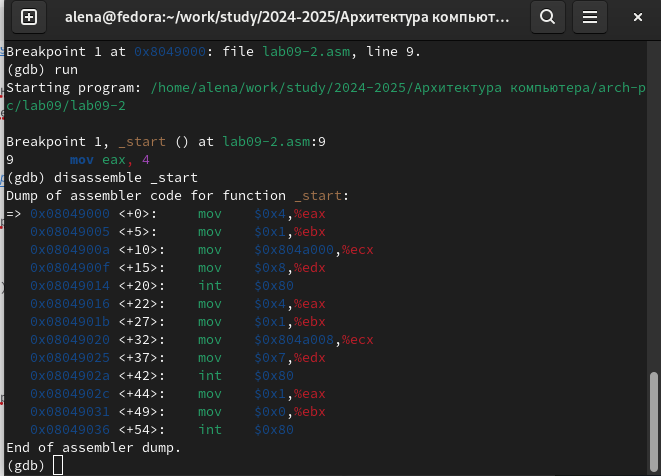 alena@fedora:~/work/study/2024-2025/Архитектура компьют...
Breakpoint 1 at 0x8049000: file lab09-2.asm, line 9.
(gdb) run
Starting program: /home/alena/work/study/2024-2025/Архитектура компьютера/arch-p
c/lab09/lab09-2
Breakpoint 1, _start () at lab09-2.asm:9
9       mov eax, 4
(gdb) disassemble _start
Dump of assembler code for function _start:
=> 0x08049000 <+0>:     mov    $0x4,%eax
   0x08049005 <+5>:     mov    $0x1,%ebx
   0x0804900a <+10>:    mov    $0x804a000,%ecx
   0x0804900f <+15>:    mov    $0x8,%edx
   0x08049014 <+20>:    int    $0x80
   0x08049016 <+22>:    mov    $0x4,%eax
   0x0804901b <+27>:    mov    $0x1,%ebx
   0x08049020 <+32>:    mov    $0x804a008,%ecx
   0x08049025 <+37>:    mov    $0x7,%edx
   0x0804902a <+42>:    int    $0x80
   0x0804902c <+44>:    mov    $0x1,%eax
   0x08049031 <+49>:    mov    $0x0,%ebx
   0x08049036 <+54>:    int    $0x80
End of assembler dump.
(gdb)